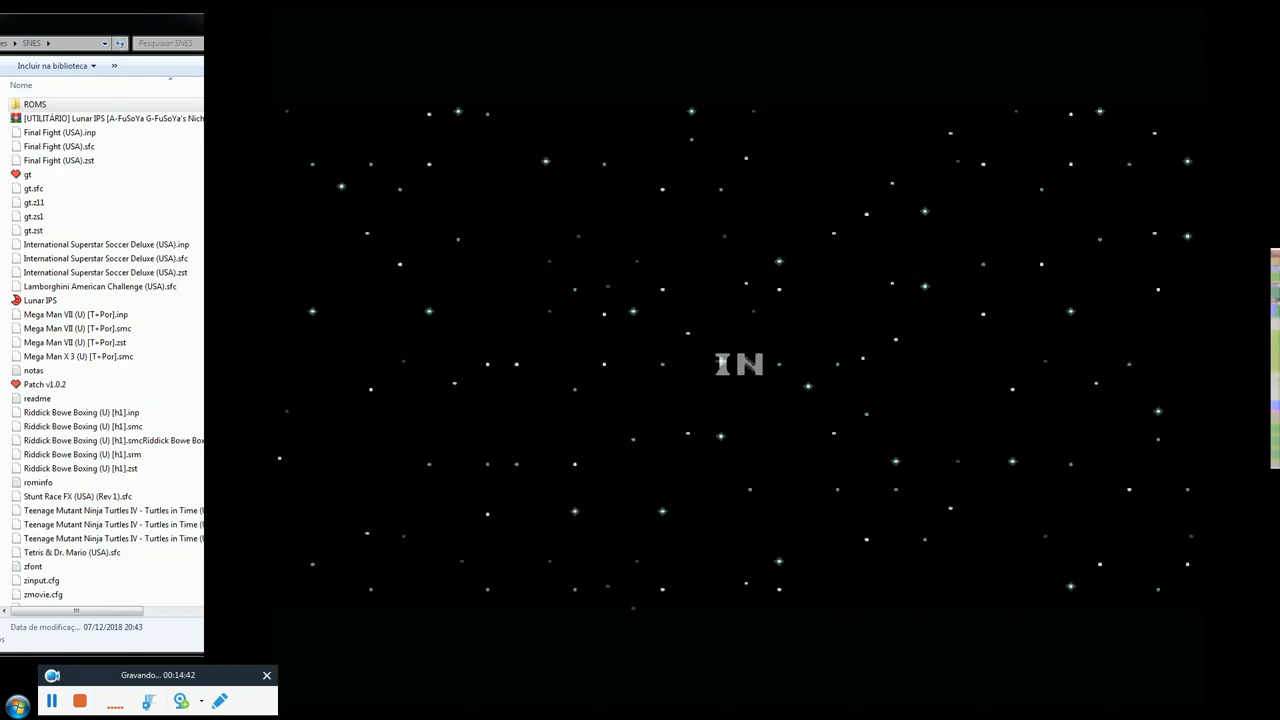 es ▸ SNES ▸
Pesquisar SNES
Incluir na biblioteca
»
Nome
ROMS
[UTILITÁRIO] Lunar IPS [A-FuSoYa G-FuSoYa's Nich
Final Fight (USA).inp
Final Fight (USA).sfc
Final Fight (USA).zst
gt
gt.sfc
gt.z11
gt.zs1
gt.zst
International Superstar Soccer Deluxe (USA).inp
International Superstar Soccer Deluxe (USA).sfc
International Superstar Soccer Deluxe (USA).zst
Lamborghini American Challenge (USA).sfc
Lunar IPS
Mega Man VII (U) [T+Por].inp
Mega Man VII (U) [T+Por].smc
Mega Man VII (U) [T+Por].zst
Mega Man X 3 (U) [T+Por].smc
notas
Patch v1.0.2
readme
Riddick Bowe Boxing (U) [h1].inp
Riddick Bowe Boxing (U) [h1].smc
Riddick Bowe Boxing (U) [h1].smcRiddick Bowe Box
Riddick Bowe Boxing (U) [h1].srm
Riddick Bowe Boxing (U) [h1].zst
rominfo
Stunt Race FX (USA) (Rev 1).sfc
Teenage Mutant Ninja Turtles IV - Turtles in Time (U
Teenage Mutant Ninja Turtles IV - Turtles in Time (U
Teenage Mutant Ninja Turtles IV - Turtles in Time (U
Tetris & Dr. Mario (USA).sfc
zfont
zinput.cfg
zmovie.cfg
Data de modificaç... 07/12/2018 20:43
os
IN
Gravando... 00:14:42